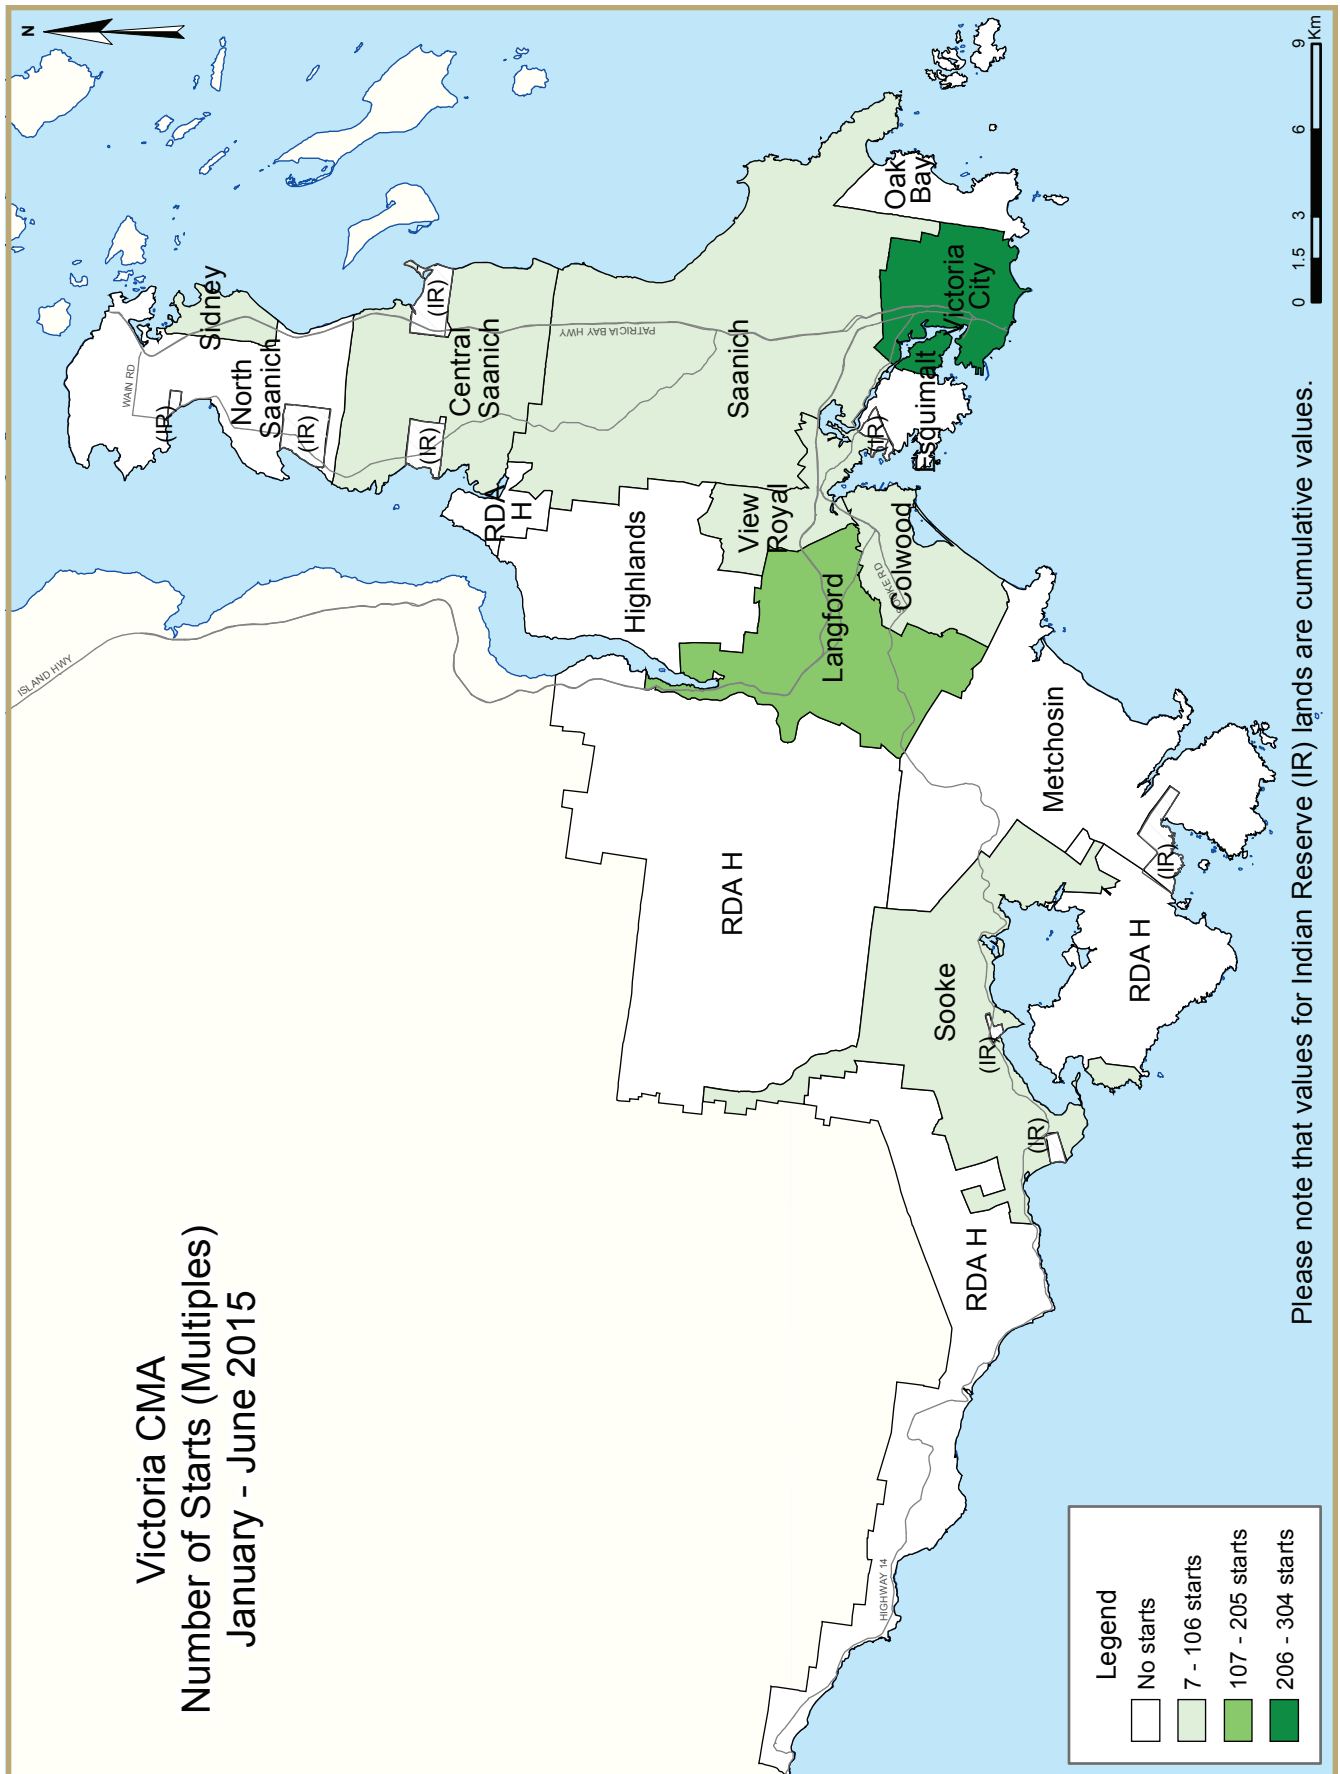 Victoria CMA
Number of Starts (Multiples)
January - June 2015
N
ISLAND HWY
WAIN RD
(IR)
Sidney
North
Saanich
(IR)
(IR)
Central
Saanich
(IR)
RDA
H
PATRICIA BAY HWY
Highlands
Saanich
View
Royal
Oak
Bay
Langford
RDA H
Colwood
(IR)
Esquimalt
Victoria
City
Sooke
(IR)
Metchosin
(IR)
RDA H
(IR)
RDA H
HIGHWAY 14
Legend
No starts
7 - 106 starts
107 - 205 starts
206 - 304 starts
0 1.5 3 6 9
Km
Please note that values for Indian Reserve (IR) lands are cumulative values.